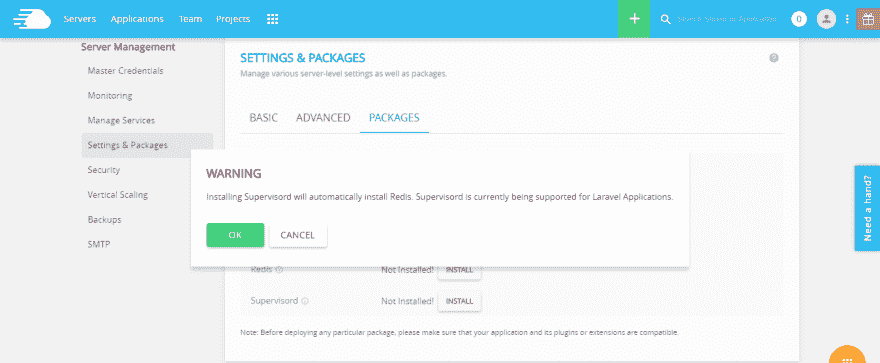 Servers Applications Team Projects
Search Server or Application
0
Server Management
Master Credentials
Monitoring
Manage Services
Settings & Packages
Security
Vertical Scaling
Backups
SMTP
SETTINGS & PACKAGES
Manage various server-level settings as well as packages.
BASIC ADVANCED PACKAGES
WARNING
Installing Supervisord will automatically install Redis. Supervisord is currently being supported for Laravel Applications.
OK CANCEL
Redis Not Installed! INSTALL
Supervisord Not Installed! INSTALL
Note: Before deploying any particular package, please make sure that your application and its plugins or extensions are compatible.
Need a hand?